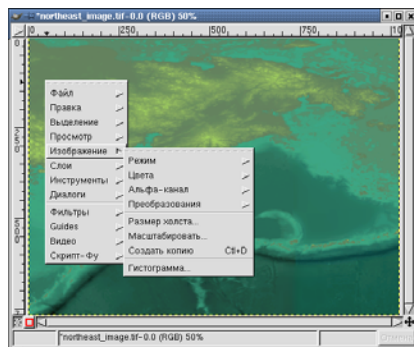 *northeast_image.tif-0.0 (RGB) 50%
0 250 500 750
Файл
Правка
Выделение
Просмотр
Изображение
Слои
Инструменты
Диалоги
Фильтры
Guides
Видео
Скрипт-Фу
Режим
Цвета
Альфа-канал
Преобразования
Размер холста...
Масштабировать...
Создать копию Ctl+D
Гистограмма...
*northeast_image.tif-0.0 (RGB) 50%